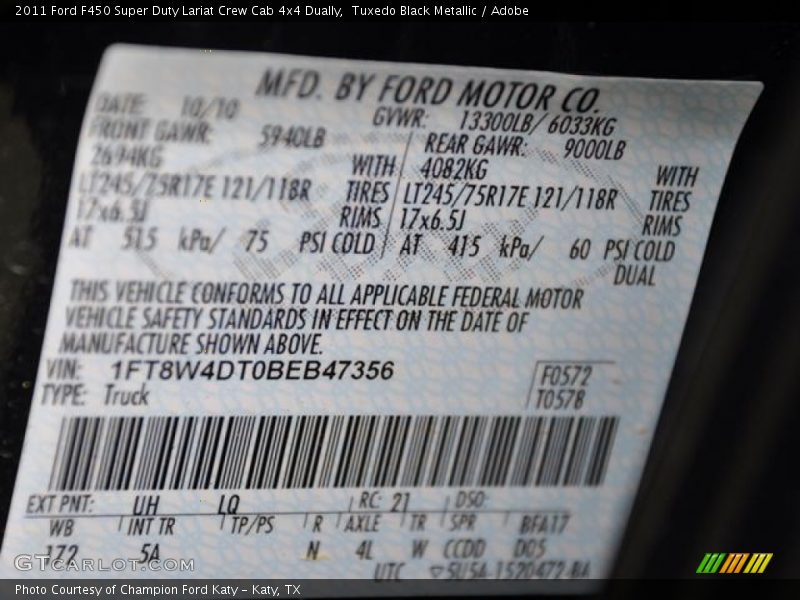 2011 Ford F450 Super Duty Lariat Crew Cab 4x4 Dually, Tuxedo Black Metallic / Adobe
MFD. BY FORD MOTOR CO.
DATE: 10/10 GVWR: 13300LB/ 6033KG
FRONT GAWR: 5940LB REAR GAWR: 9000LB
2694KG WITH 4082KG WITH
LT245/75R17E 121/118R TIRES LT245/75R17E 121/118R TIRES
17x6.5J RIMS 17x6.5J RIMS
AT 515 kPa/ 75 PSI COLD AT 415 kPa/ 60 PSI COLD
DUAL
THIS VEHICLE CONFORMS TO ALL APPLICABLE FEDERAL MOTOR
VEHICLE SAFETY STANDARDS IN EFFECT ON THE DATE OF
MANUFACTURE SHOWN ABOVE.
VIN: 1FT8W4DT0BEB47356 F0572
TYPE: Truck T0578
EXT PNT: UH LQ RC: 21 DSO:
WB INT TR TP/PS R AXLE TR SPR BFA17
172 5A N 4L W CCDD D05
UTC ▽5U5A-1520472-BA
GTCARLOT.COM
Photo Courtesy of Champion Ford Katy – Katy, TX